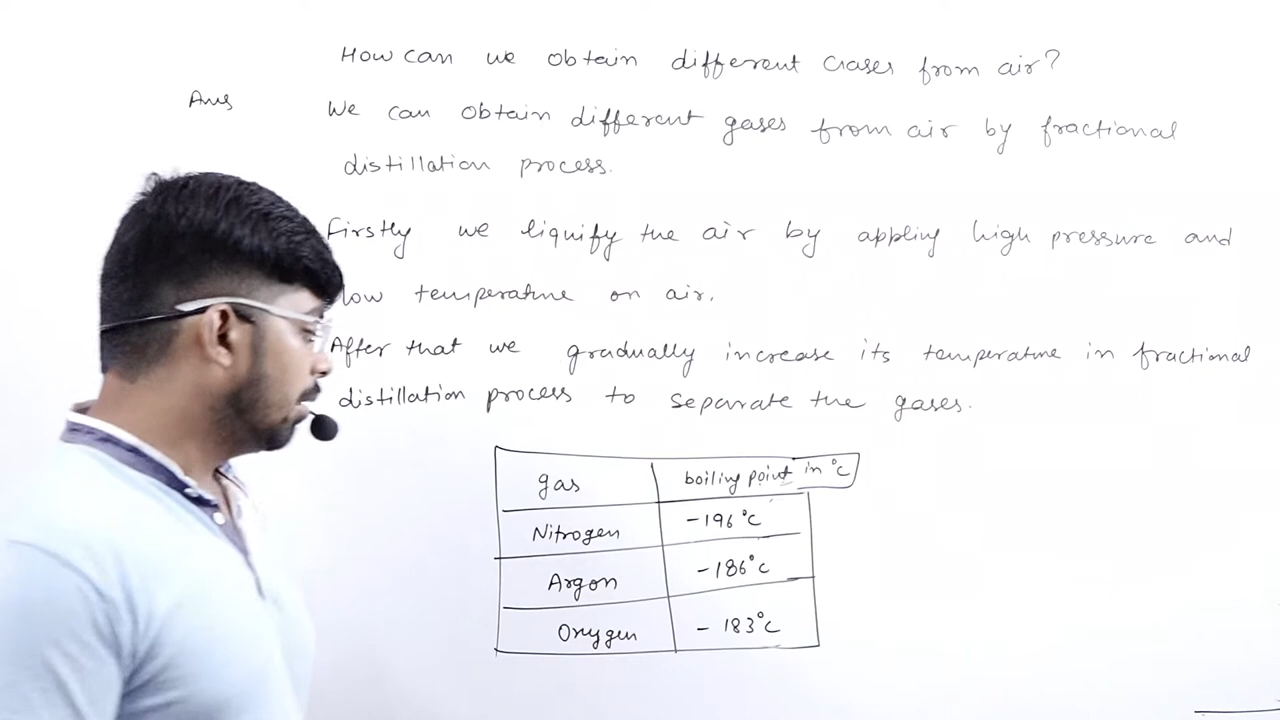 How can we obtain different Gases from air?
Ans
We can obtain different gases from air by fractional
distillation process.
Firstly we liquify the air by appling high pressure and
low temperature on air.
After that we gradually increase its temperature in fractional
distillation process to separate the gases.
gas boiling point in °C
Nitrogen -196°C
Argon -186°C
Oxygen - 183°C